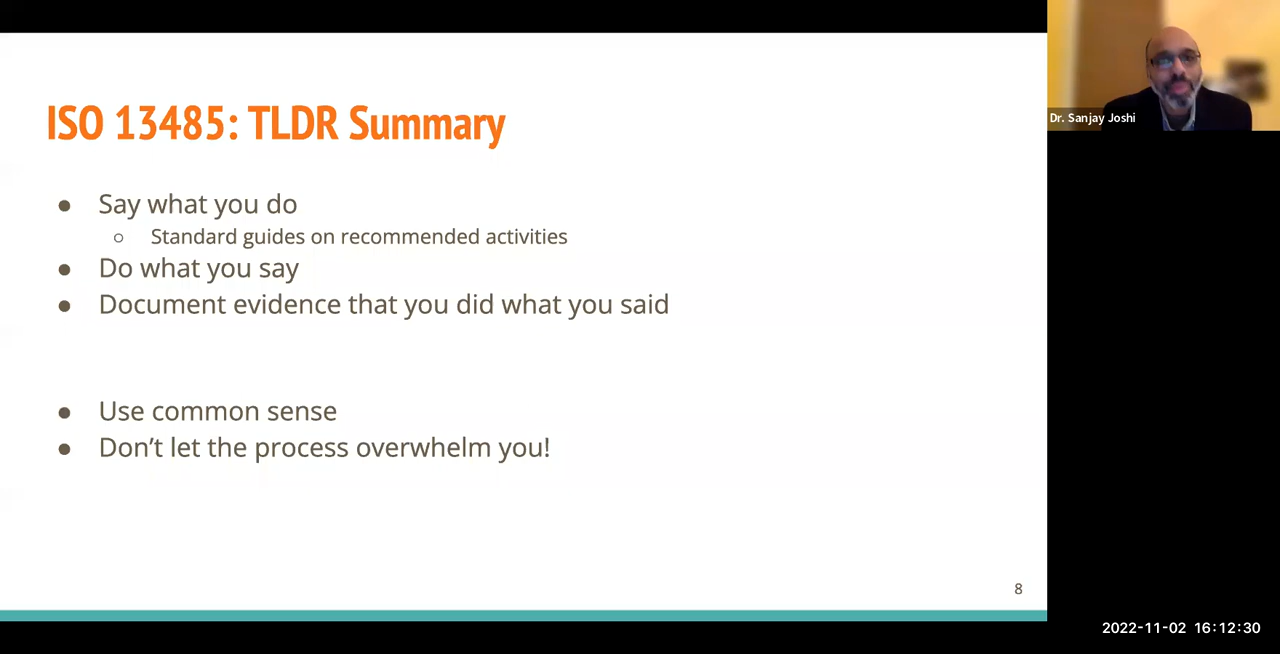 ISO 13485: TLDR Summary
● Say what you do
○ Standard guides on recommended activities
● Do what you say
● Document evidence that you did what you said
● Use common sense
● Don’t let the process overwhelm you!
8
Dr. Sanjay Joshi
2022-11-02 16:12:30